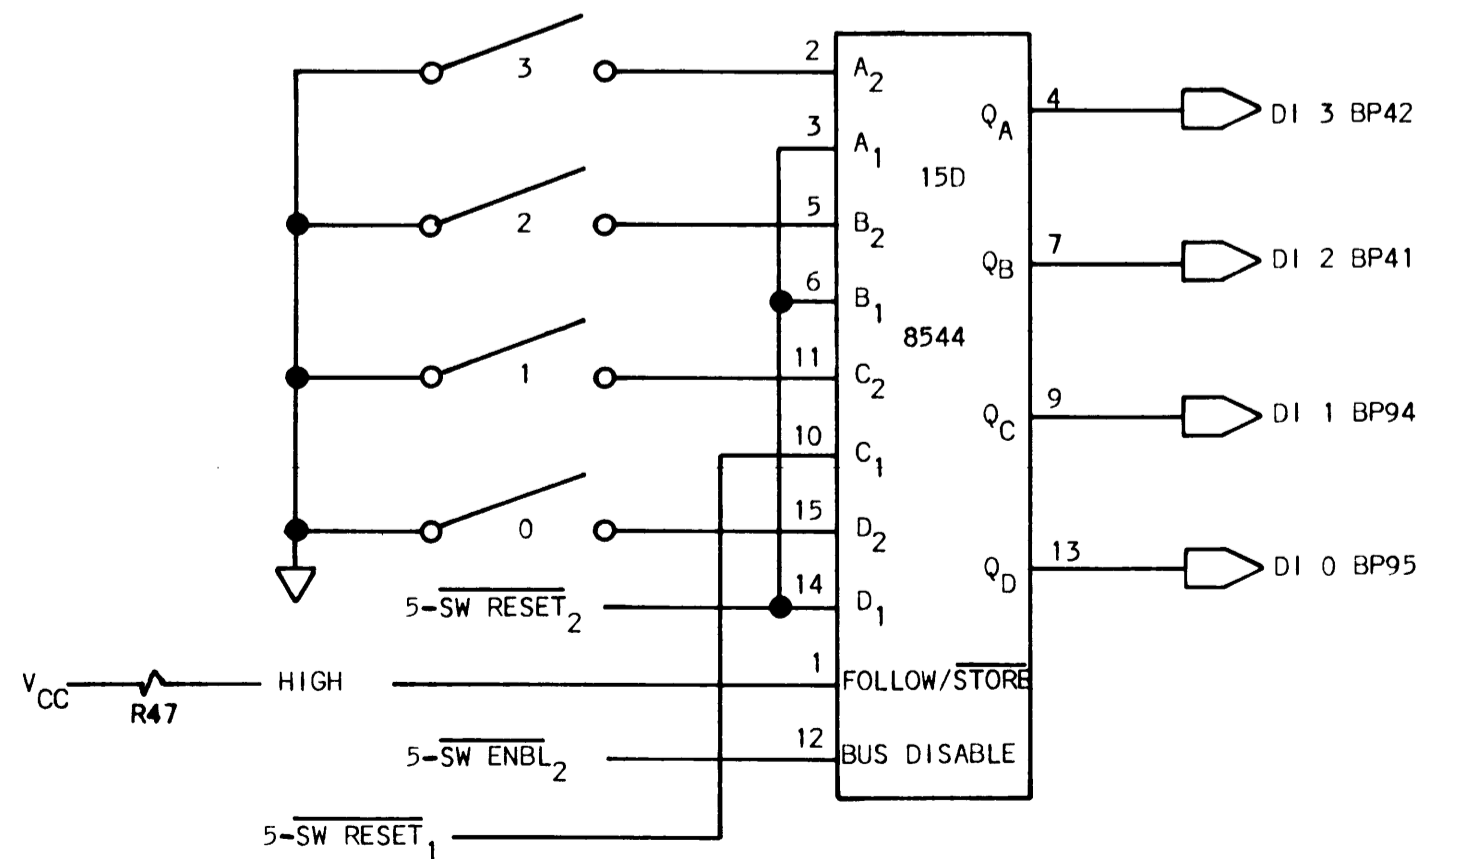 3 2 A2 QA 4 DI 3 BP42
3 A1
15D
2 5 B2 QB 7 DI 2 BP41
6 B1
8544
1 11 C2 QC 9 DI 1 BP94
10 C1
0 15 D2 QD 13 DI 0 BP95
5-SW RESET2 14 D1
VCC R47 HIGH 1 FOLLOW/STORE
5-SW ENBL2 12 BUS DISABLE
5-SW RESET1